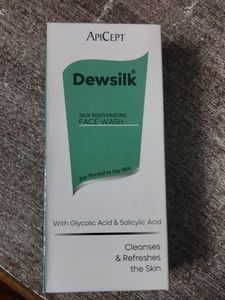 APICEPT
Dewsilk®
SKIN REJUVENATING
FACE WASH
For Normal to Oily Skin
With Glycolic Acid & Salicylic Acid
Cleanses
& Refreshes
the Skin